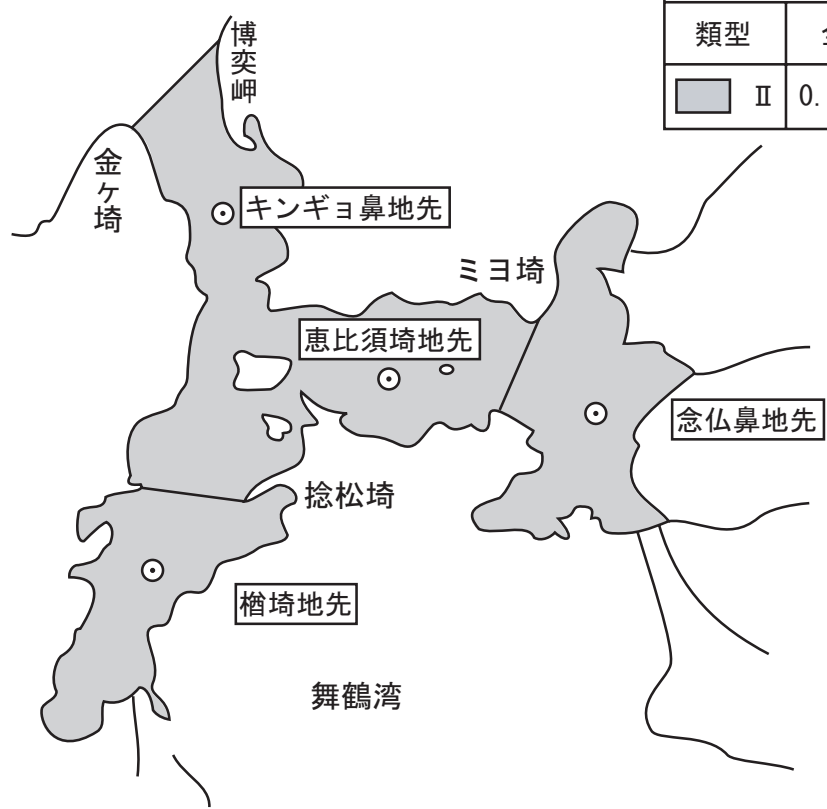 博奕岬
類型
Ⅱ
0.
金ヶ埼
キンギョ鼻地先
ミヨ埼
恵比須埼地先
念仏鼻地先
捻松埼
楢埼地先
舞鶴湾